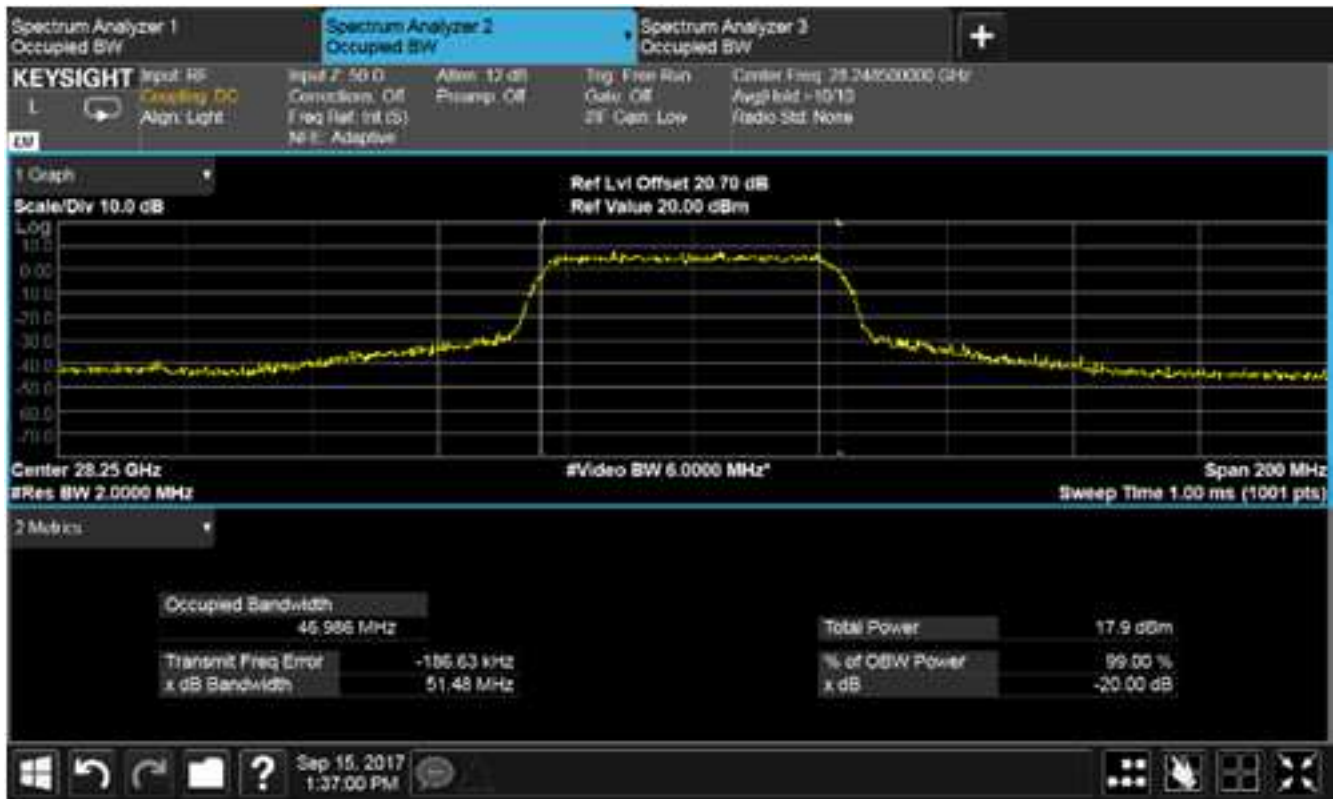 Spectrum Analyzer 1
Occupied BW
Spectrum Analyzer 2
Occupied BW
Spectrum Analyzer 3
Occupied BW
+
KEYSIGHT
L
Input: RF
Coupling: DC
Align: Light
Input Z: 50 Ω
Corrections: Off
Freq Ref: Int (S)
NFE: Adaptive
Atten: 12 dB
Preamp: Off
Trig: Free Run
Gate: Off
#IF Gain: Low
Center Freq: 28.248500000 GHz
Avg|Hold:>10/10
Radio Std: None
1 Graph
Scale/Div 10.0 dB
Ref Lvl Offset 20.70 dB
Ref Value 20.00 dBm
Log
10.0
0.00
-10.0
-20.0
-30.0
-40.0
-50.0
-60.0
-70.0
Center 28.25 GHz
#Video BW 6.0000 MHz*
Span 200 MHz
#Res BW 2.0000 MHz
Sweep Time 1.00 ms (1001 pts)
2 Metrics
Occupied Bandwidth
46.986 MHz
Transmit Freq Error -186.63 kHz
x dB Bandwidth 51.48 MHz
Total Power 17.9 dBm
% of OBW Power 99.00 %
x dB -20.00 dB
?
Sep 15, 2017
1:37:00 PM